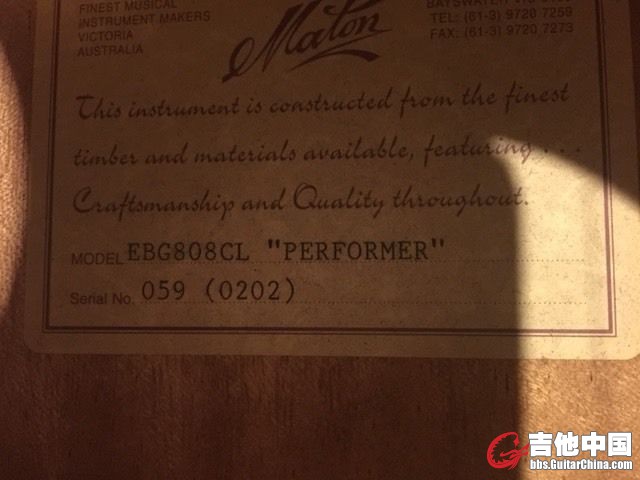 FINEST MUSICAL
INSTRUMENT MAKERS
VICTORIA
AUSTRALIA
Maton
BAYSWATER
TEL: (61-3) 9720 7259
FAX: (61-3) 9720 7273
This instrument is constructed from the finest
timber and materials available, featuring . . .
Craftsmanship and Quality throughout.
MODEL EBG808CL "PERFORMER"
Serial No. 059 (0202)
吉他中国
bbs.GuitarChina.com